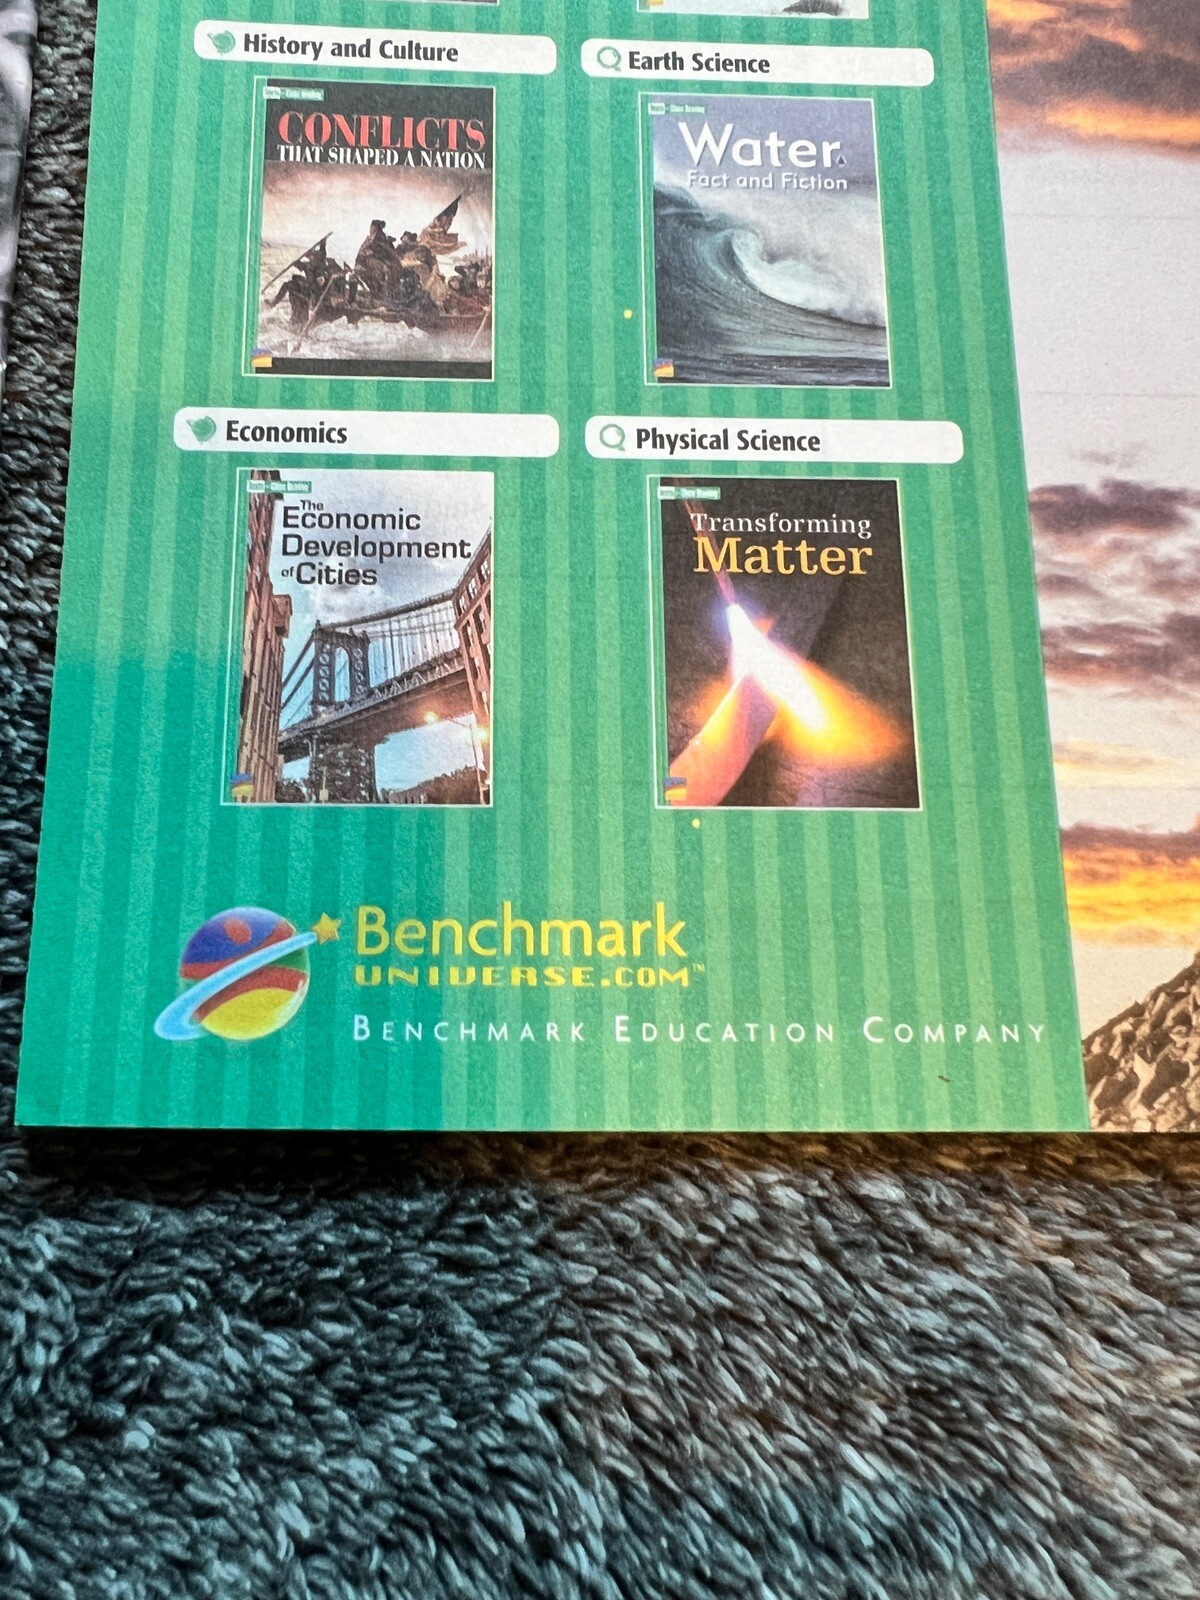 History and Culture
CONFLICTS
THAT SHAPED A NATION
Earth Science
Water
Fact and Fiction
Economics
The
Economic
Development
of Cities
Physical Science
Transforming
Matter
Benchmark
UNIVERSE.COM™
BENCHMARK EDUCATION COMPANY